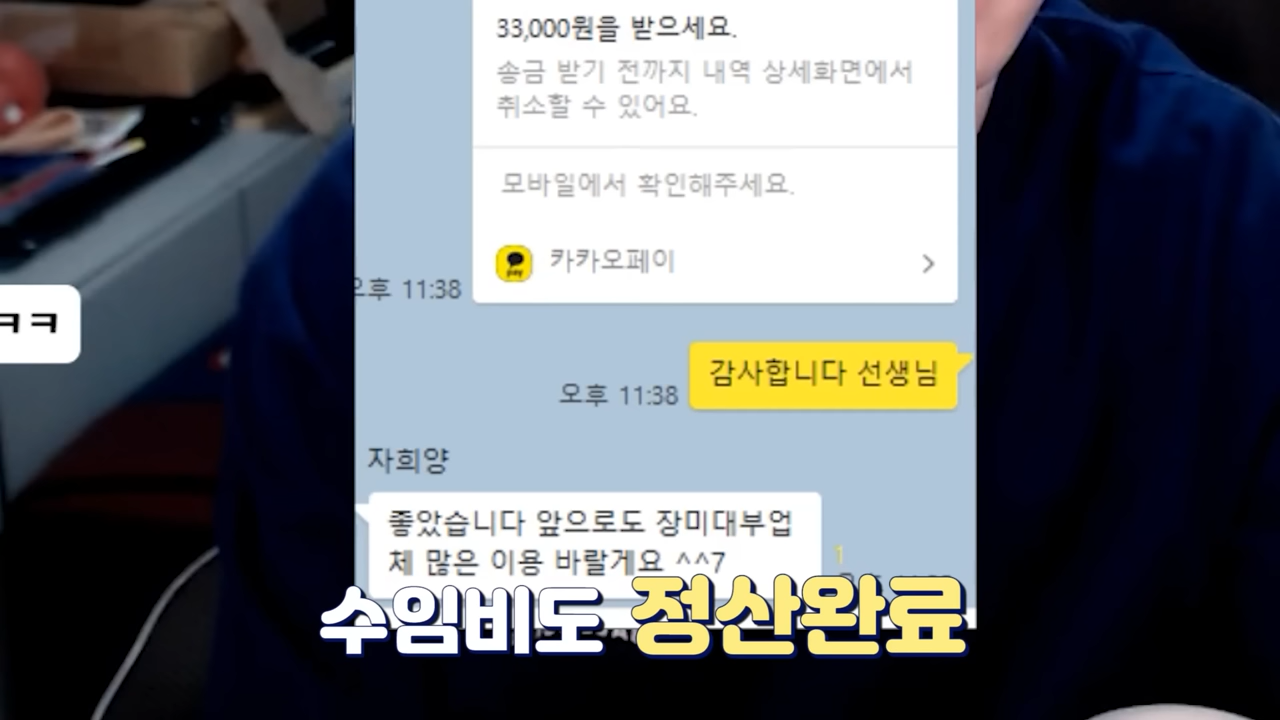 33,000원을 받으세요.
송금 받기 전까지 내역 상세화면에서
취소할 수 있어요.
모바일에서 확인해주세요.
pay 카카오페이
오후 11:38
ㅋㅋ
감사합니다 선생님
오후 11:38
자희양
좋았습니다 앞으로도 장미대부업
체 많은 이용 바랄게요 ^^7
1
수임비도 정산완료